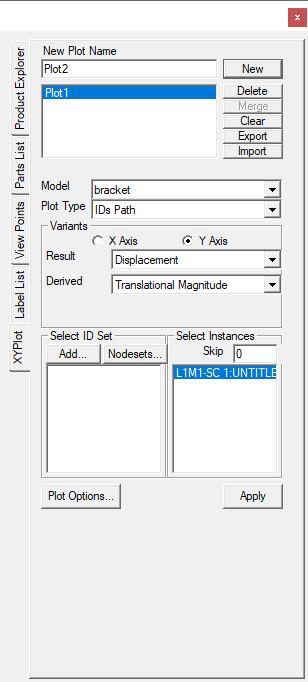 x
New Plot Name
Plot2
New
Plot1
Delete
Merge
Clear
Export
Import
Model
bracket
Plot Type
IDs Path
Variants
X Axis
Y Axis
Result
Displacement
Derived
Translational Magnitude
Select ID Set
Add...
Nodesets...
Select Instances
Skip
0
L1M1-SC 1:UNTITLE
Plot Options...
Apply
Product Explorer
Parts List
View Points
Label List
XYPlot